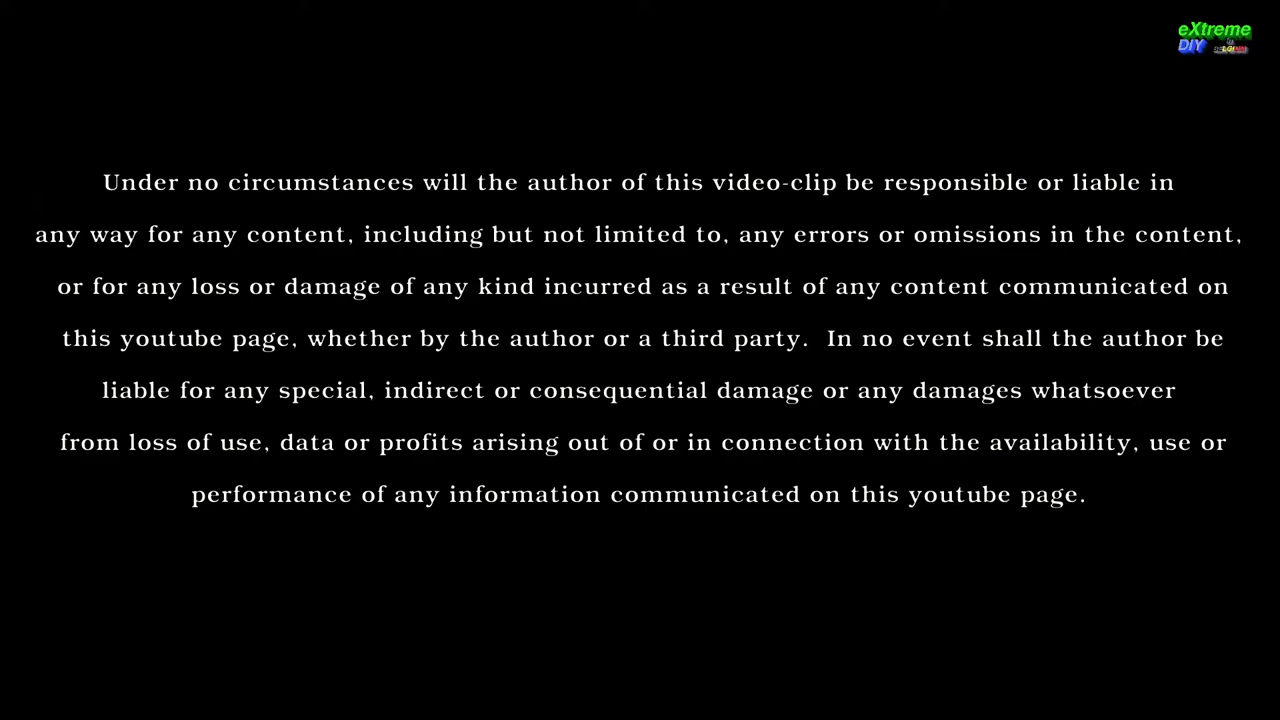 eXtreme
DIY
Under no circumstances will the author of this video-clip be responsible or liable in
any way for any content, including but not limited to, any errors or omissions in the content,
or for any loss or damage of any kind incurred as a result of any content communicated on
this youtube page, whether by the author or a third party.  In no event shall the author be
liable for any special, indirect or consequential damage or any damages whatsoever
from loss of use, data or profits arising out of or in connection with the availability, use or
performance of any information communicated on this youtube page.